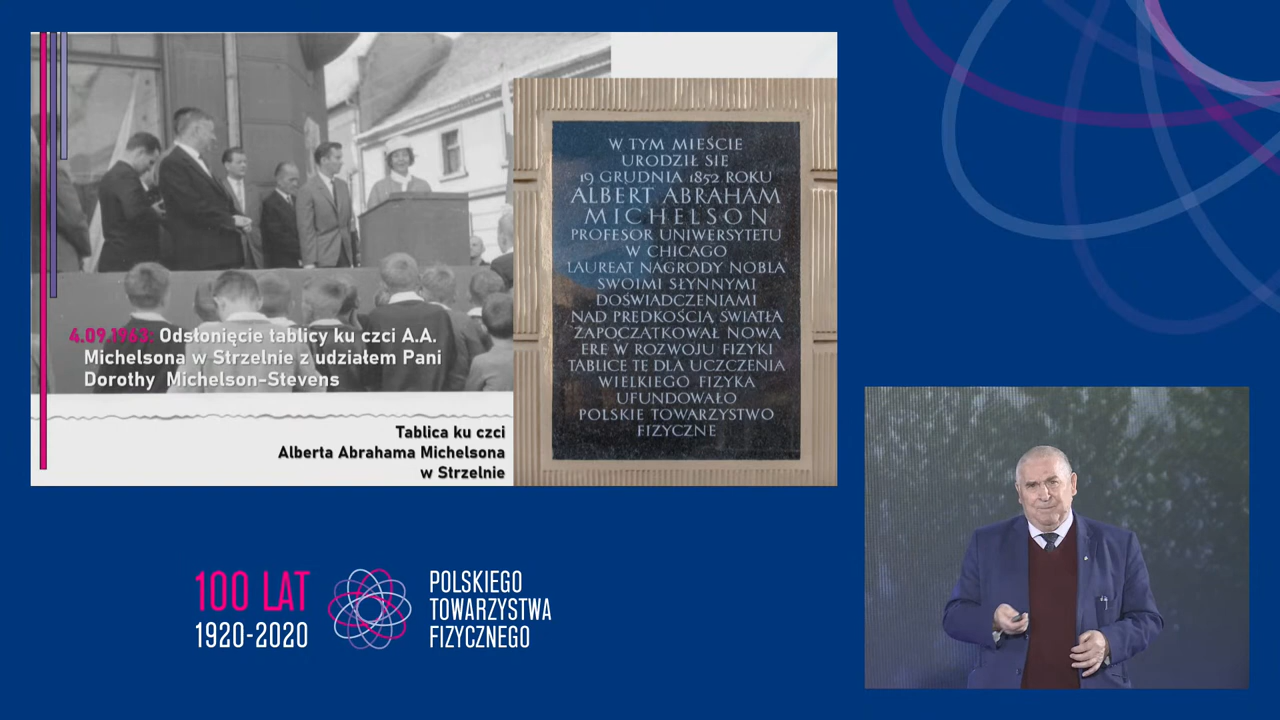 4.09.1963: Odsłonięcie tablicy ku czci A.A.
Michelsona w Strzelnie z udziałem Pani
Dorothy Michelson-Stevens
Tablica ku czci
Alberta Abrahama Michelsona
w Strzelnie
W TYM MIEŚCIE
URODZIŁ SIĘ
19 GRUDNIA 1852 ROKU
ALBERT ABRAHAM
MICHELSON
PROFESOR UNIWERSYTETU
W CHICAGO
LAUREAT NAGRODY NOBLA
SWOIMI SŁYNNYMI
DOŚWIADCZENIAMI
NAD PRĘDKOŚCIĄ ŚWIATŁA
ZAPOCZĄTKOWAŁ NOWĄ
ERĘ W ROZWOJU FIZYKI
TABLICĘ TĘ DLA UCZCZENIA
WIELKIEGO FIZYKA
UFUNDOWAŁO
POLSKIE TOWARZYSTWO
FIZYCZNE
100 LAT
1920-2020
POLSKIEGO
TOWARZYSTWA
FIZYCZNEGO